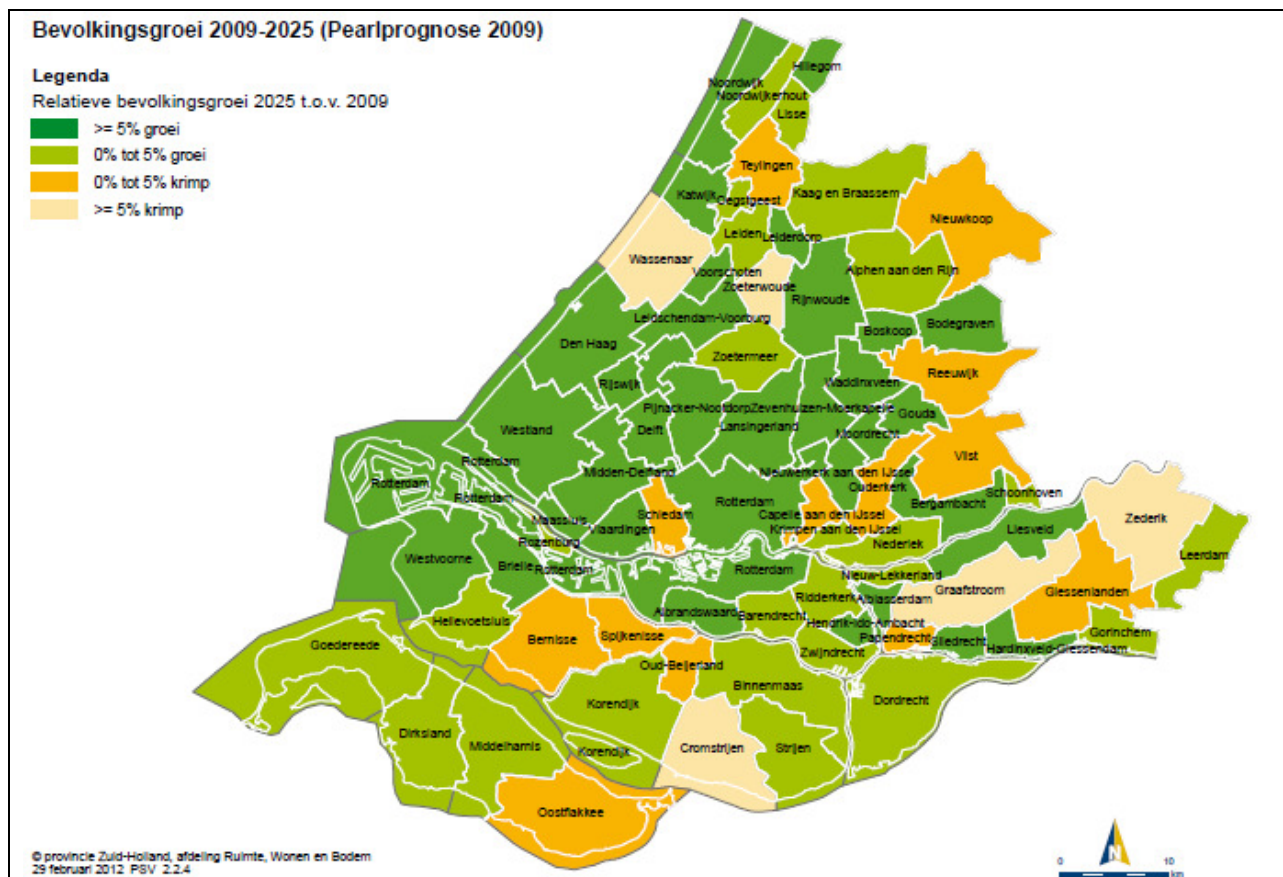 Bevolkingsgroei 2009-2025 (Pearlprognose 2009)
Legenda
Relatieve bevolkingsgroei 2025 t.o.v. 2009
>= 5% groei
0% tot 5% groei
0% tot 5% krimp
>= 5% krimp
Hillegom
Noordwijk
Noordwijkerhout
Lisse
Teylingen
Kaag en Braassem
Katwijk
Oegstgeest
Nieuwkoop
Leiden
Leiderdorp
Wassenaar
Voorschoten
Alphen aan den Rijn
Zoeterwoude
Rijnwoude
Leidschendam-Voorburg
Boskoop
Bodegraven
Den Haag
Zoetermeer
Reeuwijk
Rijswijk
Waddinxveen
Pijnacker-Nootdorp
Zevenhuizen-Moerkapelle
Gouda
Westland
Delft
Lansingerland
Moordrecht
Vlist
Rotterdam
Midden-Delfland
Nieuwerkerk aan den IJssel
Rotterdam
Rotterdam
Rotterdam
Ouderkerk
Schoonhoven
Bergambacht
Schiedam
Capelle aan den IJssel
Zederik
Maassluis
Vlaardingen
Krimpen aan den IJssel
Liesveld
Rozenburg
Nederlek
Leerdam
Westvoorne
Brielle
Rotterdam
Rotterdam
Nieuw-Lekkerland
Graafstroom
Giessenlanden
Ridderkerk
Alblasserdam
Albrandswaard
Barendrecht
Hellevoetsluis
Hendrik-Ido-Ambacht
Gorinchem
Bernisse
Spijkenisse
Papendrecht
Sliedrecht
Goedereede
Zwijndrecht
Hardinxveld-Giessendam
Oud-Beijerland
Binnenmaas
Dordrecht
Korendijk
Dirksland
Middelharnis
Korendijk
Cromstrijen
Strijen
Oostflakkee
N
© provincie Zuid-Holland, afdeling Ruimte, Wonen en Bodem
29 februari 2012 PSV 2.2.4
0 10
km